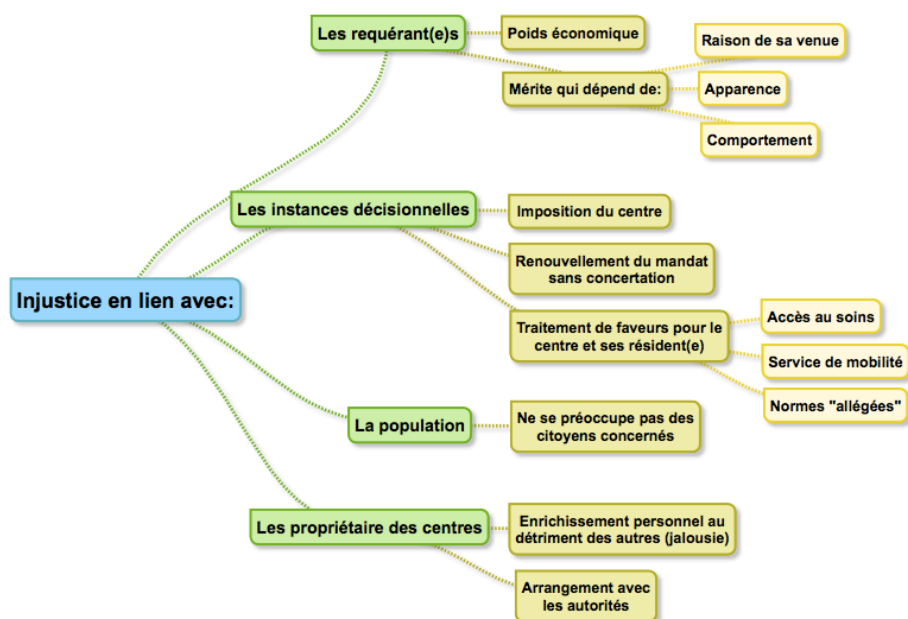 Injustice en lien avec:
Les requérant(e)s
Poids économique
Mérite qui dépend de:
Raison de sa venue
Apparence
Comportement
Les instances décisionnelles
Imposition du centre
Renouvellement du mandat
sans concertation
Traitement de faveurs pour le
centre et ses résident(e)
Accès au soins
Service de mobilité
Normes "allégées"
La population
Ne se préoccupe pas des
citoyens concernés
Les propriétaire des centres
Enrichissement personnel au
détriment des autres (jalousie)
Arrangement avec
les autorités